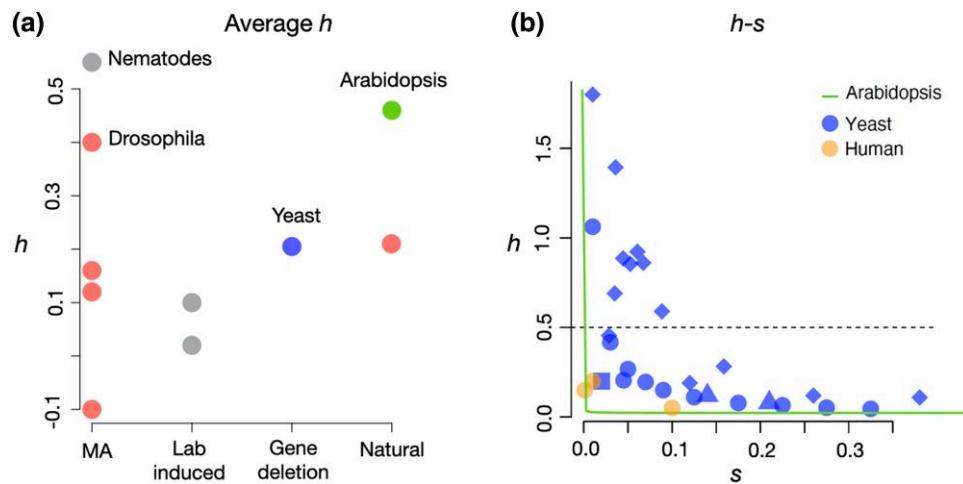 (a)
Average h
Nematodes
Drosophila
Arabidopsis
Yeast
h
0.5
0.3
0.1
-0.1
MA
Lab
induced
Gene
deletion
Natural
(b)
h-s
Arabidopsis
Yeast
Human
h
1.5
1.0
0.5
0.0
0.0
0.1
0.2
0.3
s